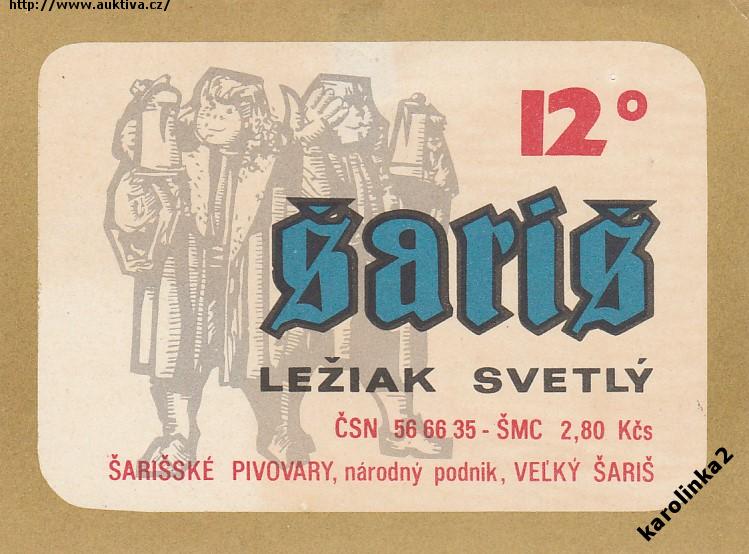 http://www.auktiva.cz/
12°
šariš
LEŽIAK SVETLÝ
ČSN 56 66 35 - ŠMC 2,80 Kčs
ŠARIŠSKÉ PIVOVARY, národný podnik, VEĽKÝ ŠARIŠ
karolinka2